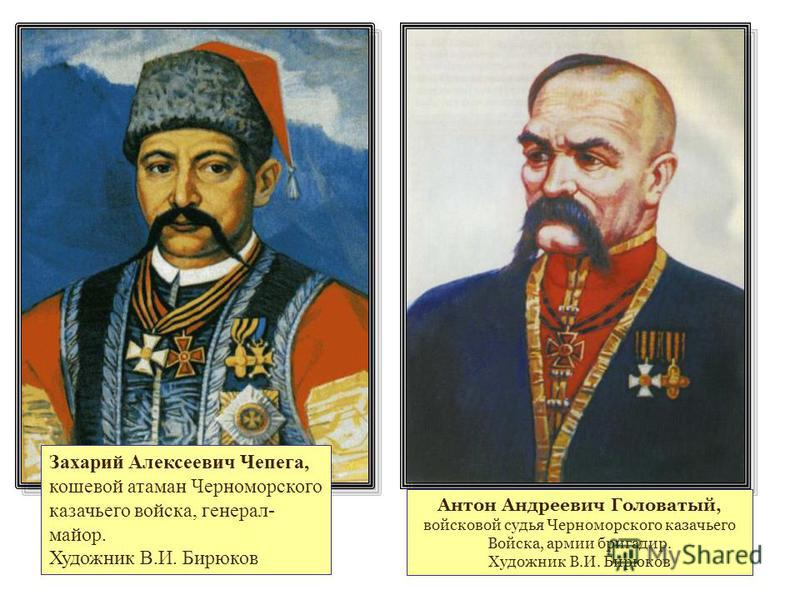 Захарий Алексеевич Чепега,
кошевой атаман Черноморского
казачьего войска, генерал-
майор.
Художник В.И. Бирюков
Антон Андреевич Головатый,
войсковой судья Черноморского казачьего
Войска, армии бригадир.
Художник В.И. Бирюков
MyShared